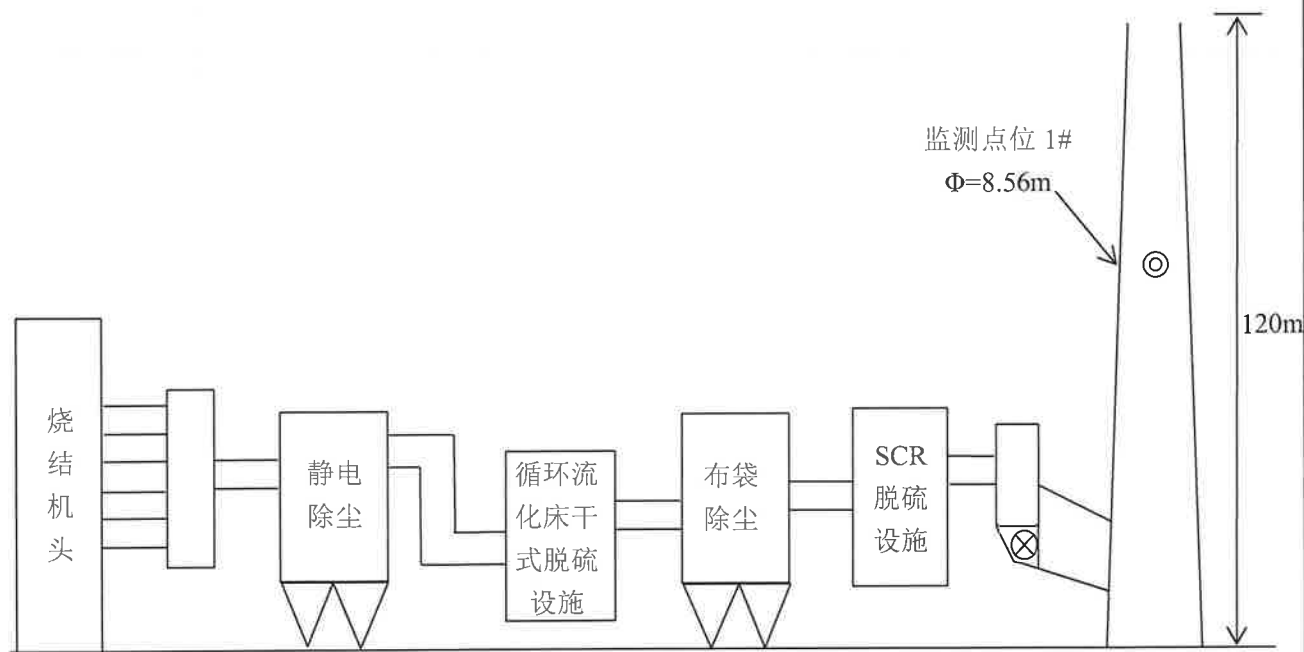 监测点位 1#
Φ=8.56m
120m
烧
结
机
头
静电
除尘
循环流
化床干
式脱硫
设施
布袋
除尘
SCR
脱硫
设施